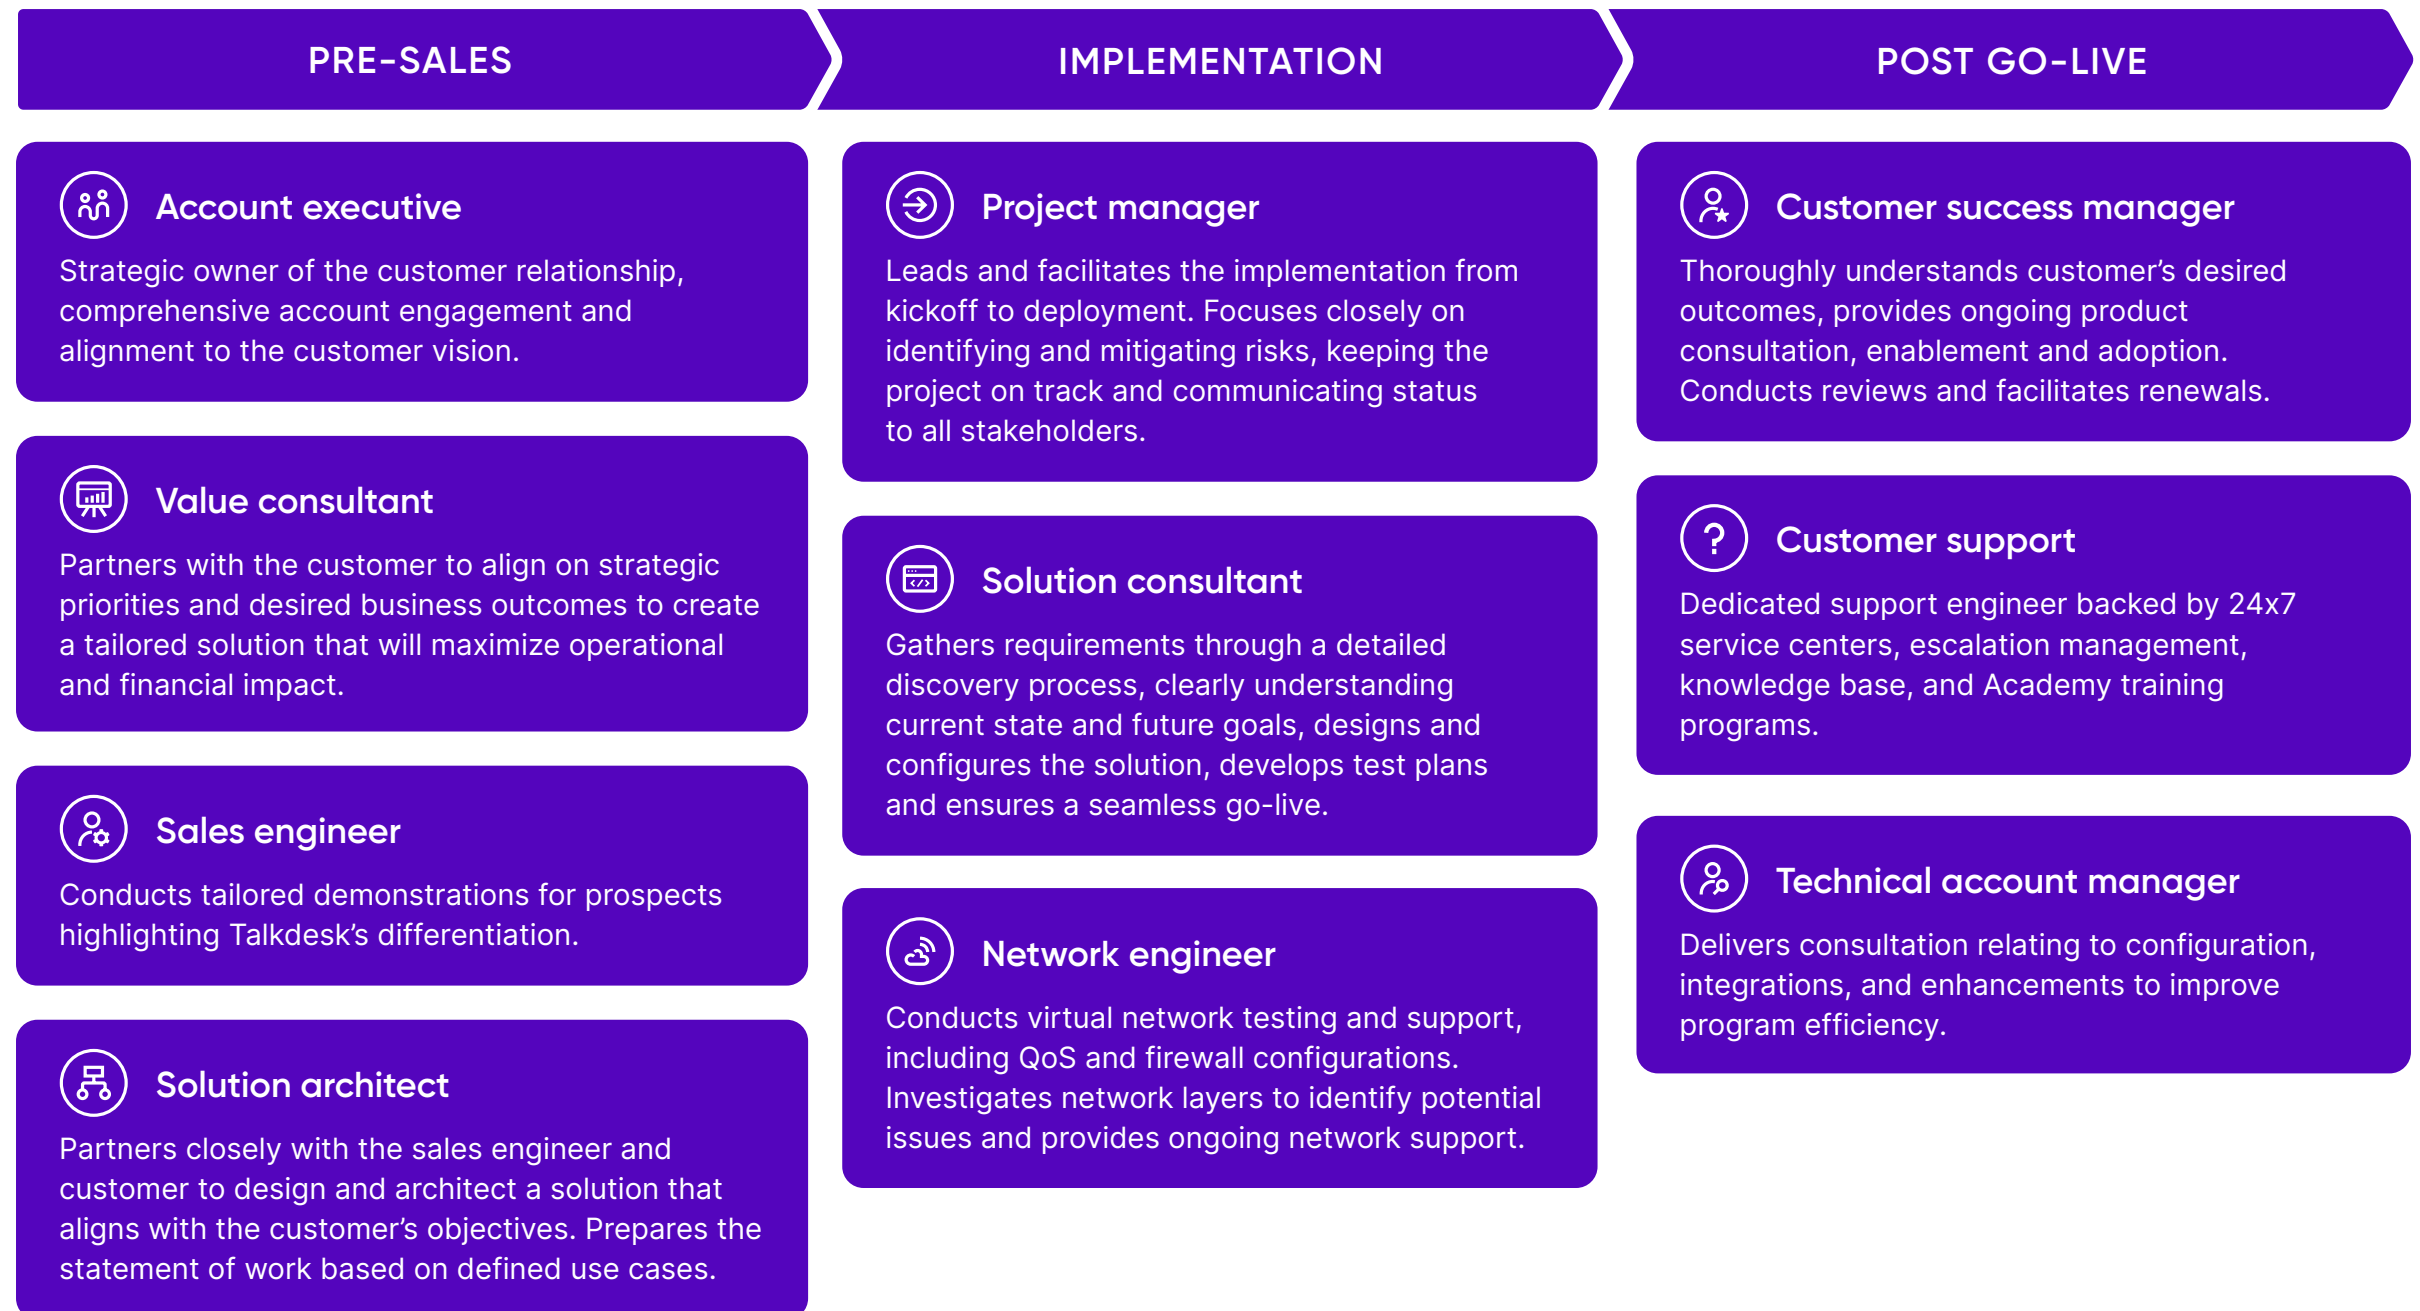 PRE-SALES
IMPLEMENTATION
POST GO-LIVE
Account executive
Strategic owner of the customer relationship,
comprehensive account engagement and
alignment to the customer vision.
Value consultant
Partners with the customer to align on strategic
priorities and desired business outcomes to create
a tailored solution that will maximize operational
and financial impact.
Sales engineer
Conducts tailored demonstrations for prospects
highlighting Talkdesk’s differentiation.
Solution architect
Partners closely with the sales engineer and
customer to design and architect a solution that
aligns with the customer’s objectives. Prepares the
statement of work based on defined use cases.
Project manager
Leads and facilitates the implementation from
kickoff to deployment. Focuses closely on
identifying and mitigating risks, keeping the
project on track and communicating status
to all stakeholders.
Solution consultant
Gathers requirements through a detailed
discovery process, clearly understanding
current state and future goals, designs and
configures the solution, develops test plans
and ensures a seamless go-live.
Network engineer
Conducts virtual network testing and support,
including QoS and firewall configurations.
Investigates network layers to identify potential
issues and provides ongoing network support.
Customer success manager
Thoroughly understands customer’s desired
outcomes, provides ongoing product
consultation, enablement and adoption.
Conducts reviews and facilitates renewals.
Customer support
Dedicated support engineer backed by 24x7
service centers, escalation management,
knowledge base, and Academy training
programs.
Technical account manager
Delivers consultation relating to configuration,
integrations, and enhancements to improve
program efficiency.